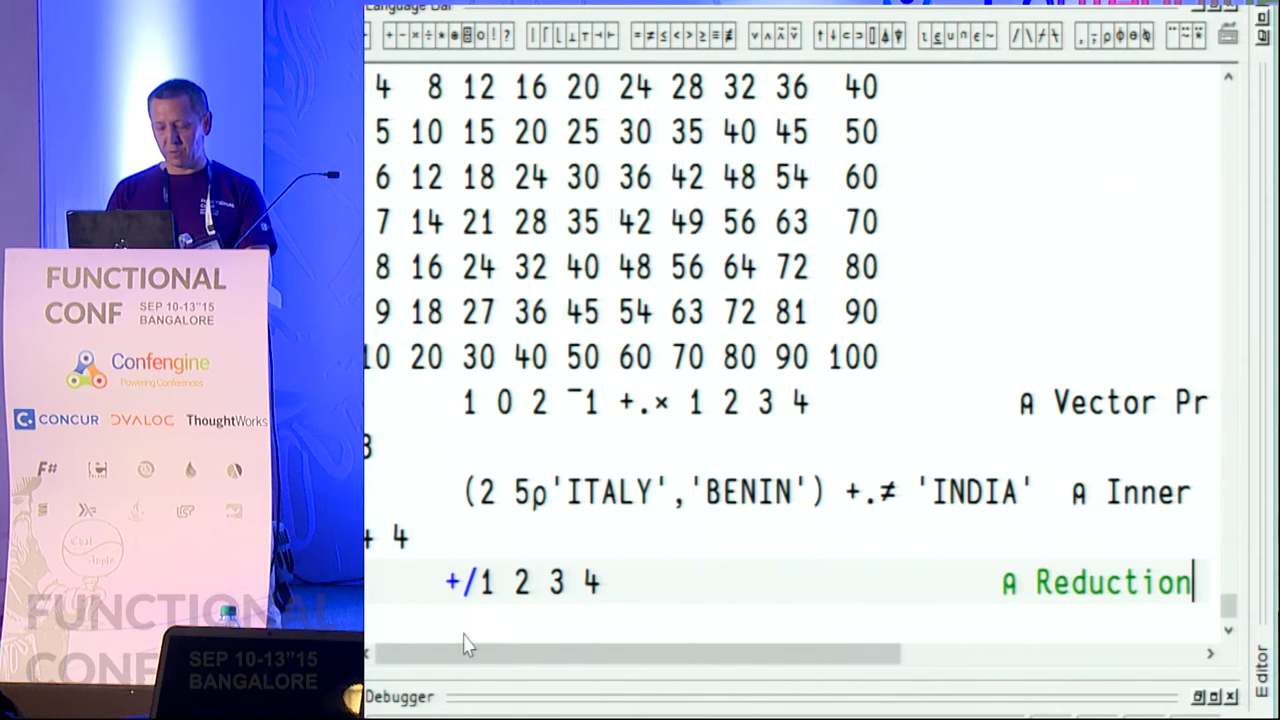 Language Bar
4 8 12 16 20 24 28 32 36 40
5 10 15 20 25 30 35 40 45 50
6 12 18 24 30 36 42 48 54 60
7 14 21 28 35 42 49 56 63 70
8 16 24 32 40 48 56 64 72 80
9 18 27 36 45 54 63 72 81 90
10 20 30 40 50 60 70 80 90 100
1 0 2 ¯1 +.× 1 2 3 4 ⍝ Vector Pr
3
(2 5⍴'ITALY','BENIN') +.≠ 'INDIA' ⍝ Inner
4 4
+/1 2 3 4 ⍝ Reduction
Debugger
Editor
FUNCTIONAL
CONF SEP 10-13"15
BANGALORE
Confengine
Powering Conferences
C. CONCUR DYALOC ThoughtWorks
F#
FUNCTIONAL
CONF
SEP 10-13"15
BANGALORE